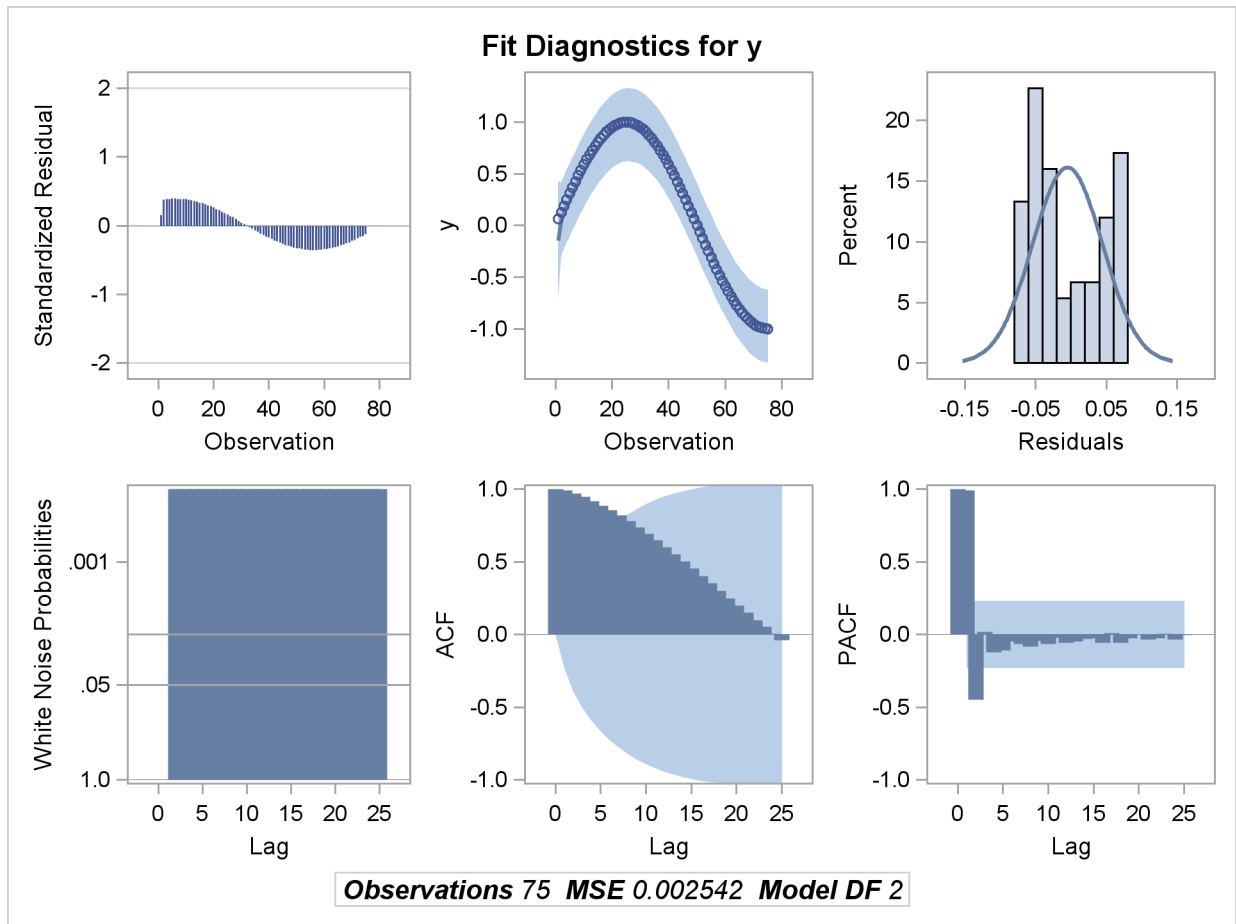 Fit Diagnostics for y
Standardized Residual
2
1
0
-1
-2
0 20 40 60 80
Observation
y
1.0
0.5
0.0
-0.5
-1.0
0 20 40 60 80
Observation
Percent
20
15
10
5
0
-0.15 -0.05 0.05 0.15
Residuals
White Noise Probabilities
.001
.05
1.0
0 5 10 15 20 25
Lag
ACF
1.0
0.5
0.0
-0.5
-1.0
0 5 10 15 20 25
Lag
PACF
1.0
0.5
0.0
-0.5
-1.0
0 5 10 15 20 25
Lag
Observations 75 MSE 0.002542 Model DF 2